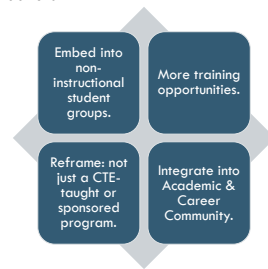 Embed into
non-
instructional
student
groups.
More training
opportunities.
Reframe: not
just a CTE-
taught or
sponsored
program.
Integrate into
Academic &
Career
Community.